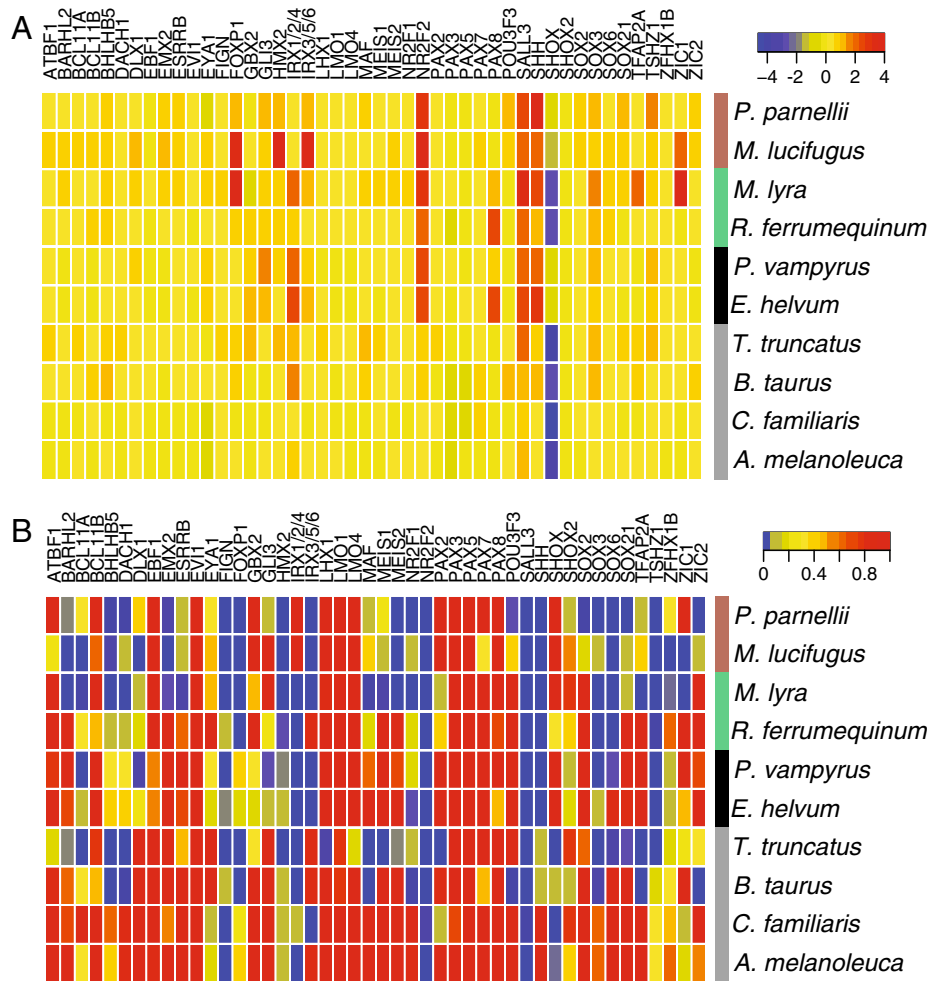 A
ATBF1
BARHL2
BCL11A
BCL11B
BHLHB5
DACH1
DLX1
EBF1
EMX2
ESRRB
EVI1
EYA1
FIGN
FOXP1
GBX2
GLI3
HMX2
IRX1/2/4
IRX3/5/6
LHX1
LMO1
LMO4
MAF
MEIS1
MEIS2
NR2F1
NR2F2
PAX2
PAX3
PAX5
PAX7
PAX8
POU3F3
SALL3
SHH
SHOX
SHOX2
SOX2
SOX3
SOX6
SOX21
TFAP2A
TSHZ1
ZFHX1B
ZIC1
ZIC2
-4 -2 0 2 4
P. parnellii
M. lucifugus
M. lyra
R. ferrumequinum
P. vampyrus
E. helvum
T. truncatus
B. taurus
C. familiaris
A. melanoleuca
B
ATBF1
BARHL2
BCL11A
BCL11B
BHLHB5
DACH1
DLX1
EBF1
EMX2
ESRRB
EVI1
EYA1
FIGN
FOXP1
GBX2
GLI3
HMX2
IRX1/2/4
IRX3/5/6
LHX1
LMO1
LMO4
MAF
MEIS1
MEIS2
NR2F1
NR2F2
PAX2
PAX3
PAX5
PAX7
PAX8
POU3F3
SALL3
SHH
SHOX
SHOX2
SOX2
SOX3
SOX6
SOX21
TFAP2A
TSHZ1
ZFHX1B
ZIC1
ZIC2
0 0.4 0.8
P. parnellii
M. lucifugus
M. lyra
R. ferrumequinum
P. vampyrus
E. helvum
T. truncatus
B. taurus
C. familiaris
A. melanoleuca